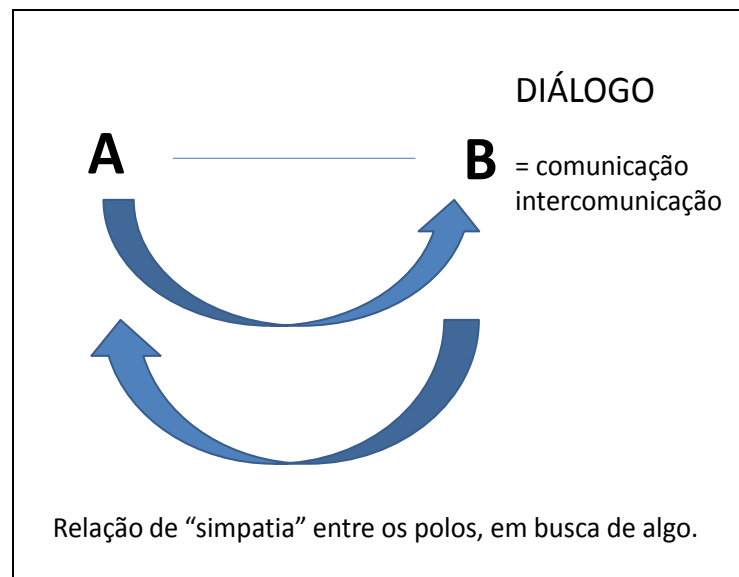 DIÁLOGO
A
B
= comunicação
intercomunicação
Relação de “simpatia” entre os polos, em busca de algo.